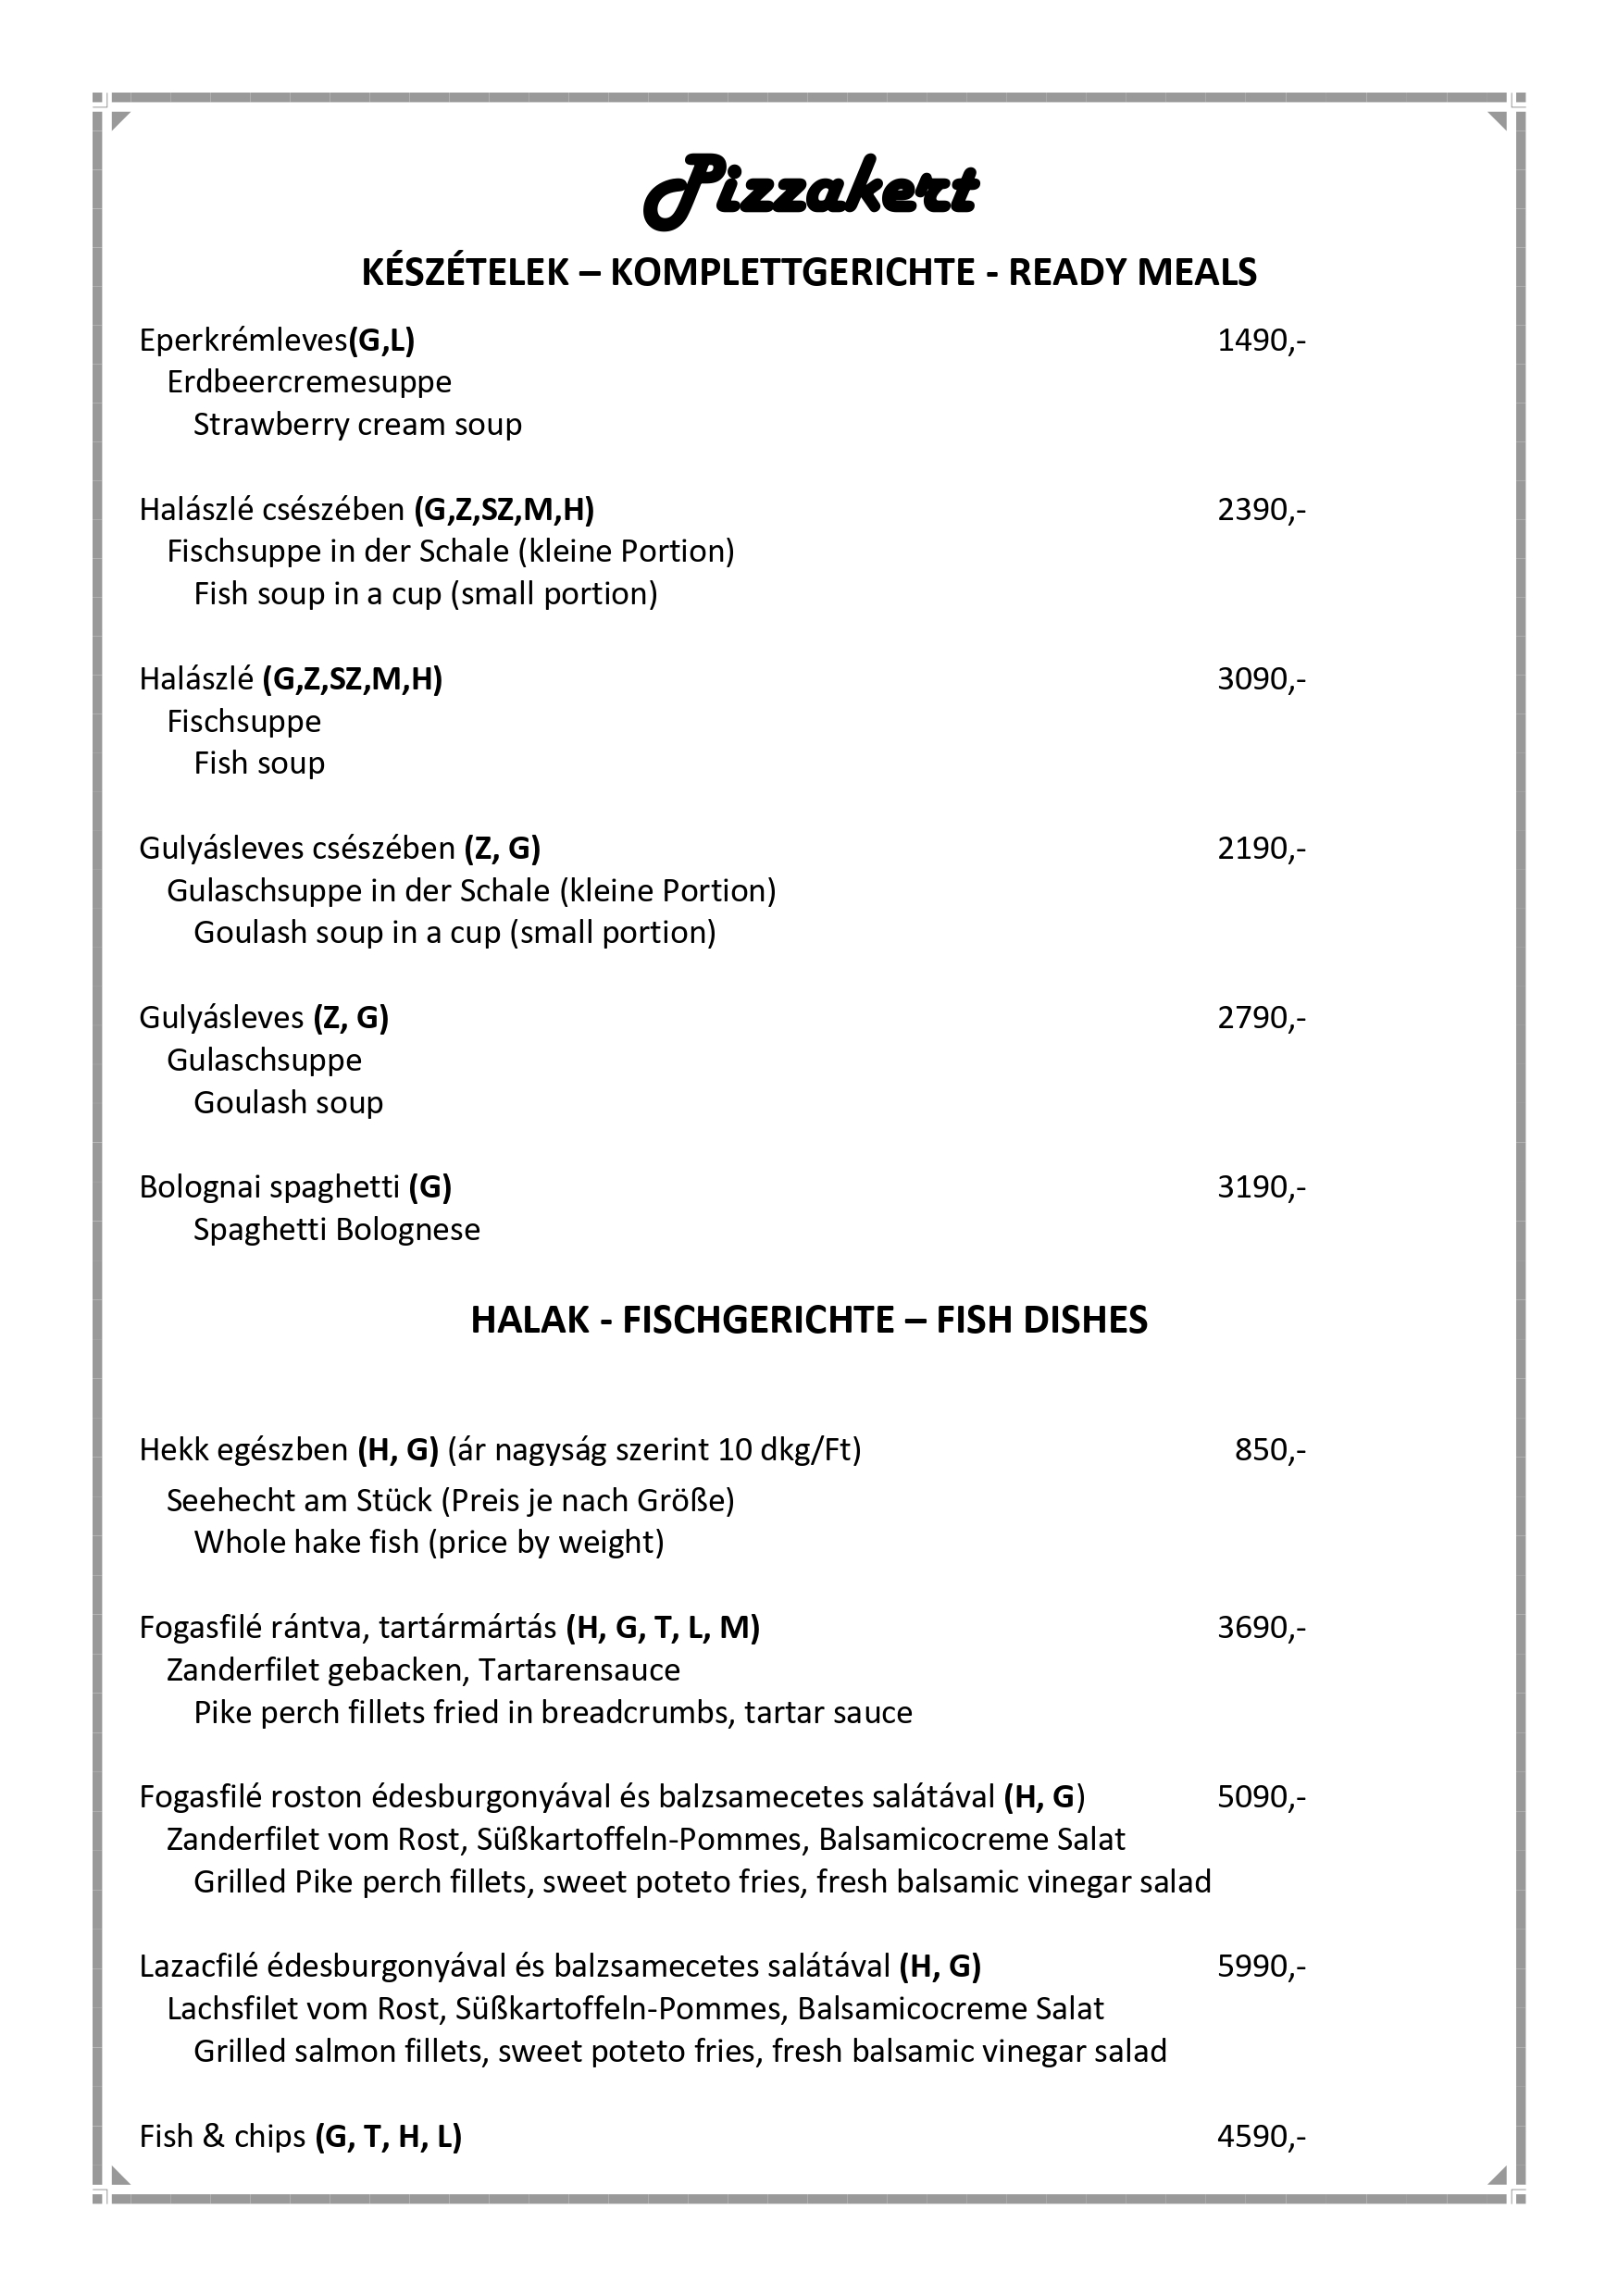 Pizzakert
KÉSZÉTELEK – KOMPLETTGERICHTE - READY MEALS
Eperkrémleves(G,L) 1490,-
Erdbeercremesuppe
Strawberry cream soup
Halászlé csészében (G,Z,SZ,M,H) 2390,-
Fischsuppe in der Schale (kleine Portion)
Fish soup in a cup (small portion)
Halászlé (G,Z,SZ,M,H) 3090,-
Fischsuppe
Fish soup
Gulyásleves csészében (Z, G) 2190,-
Gulaschsuppe in der Schale (kleine Portion)
Goulash soup in a cup (small portion)
Gulyásleves (Z, G) 2790,-
Gulaschsuppe
Goulash soup
Bolognai spaghetti (G) 3190,-
Spaghetti Bolognese
HALAK - FISCHGERICHTE – FISH DISHES
Hekk egészben (H, G) (ár nagyság szerint 10 dkg/Ft) 850,-
Seehecht am Stück (Preis je nach Größe)
Whole hake fish (price by weight)
Fogasfilé rántva, tartármártás (H, G, T, L, M) 3690,-
Zanderfilet gebacken, Tartarensauce
Pike perch fillets fried in breadcrumbs, tartar sauce
Fogasfilé roston édesburgonyával és balzsamecetes salátával (H, G) 5090,-
Zanderfilet vom Rost, Süßkartoffeln-Pommes, Balsamicocreme Salat
Grilled Pike perch fillets, sweet poteto fries, fresh balsamic vinegar salad
Lazacfilé édesburgonyával és balzsamecetes salátával (H, G) 5990,-
Lachsfilet vom Rost, Süßkartoffeln-Pommes, Balsamicocreme Salat
Grilled salmon fillets, sweet poteto fries, fresh balsamic vinegar salad
Fish & chips (G, T, H, L) 4590,-